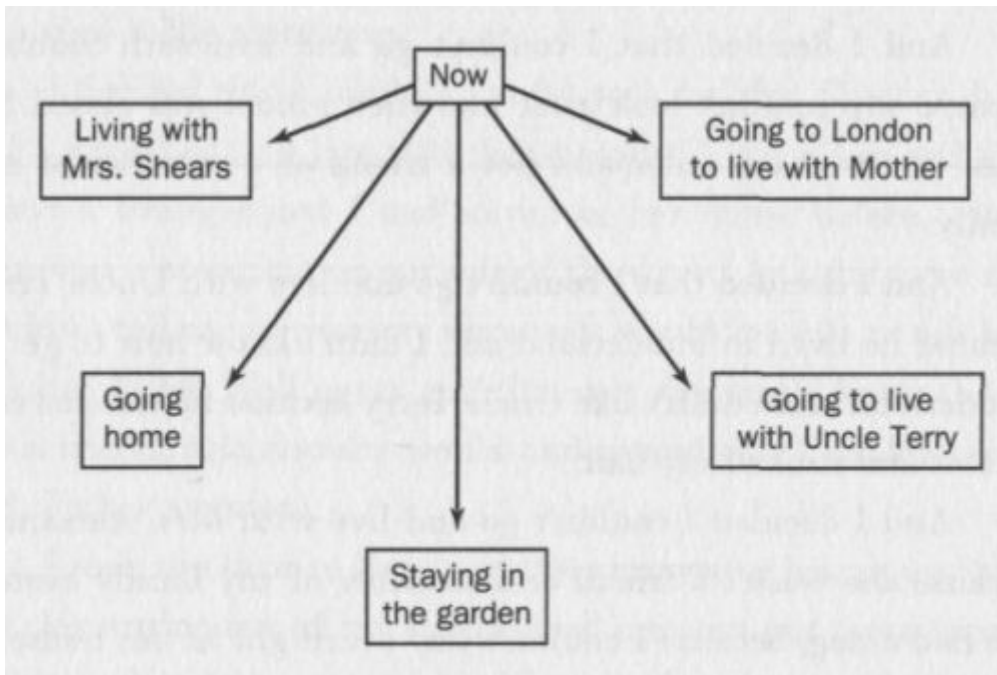 Now
Living with
Mrs. Shears
Going to London
to live with Mother
Going
home
Going to live
with Uncle Terry
Staying in
the garden